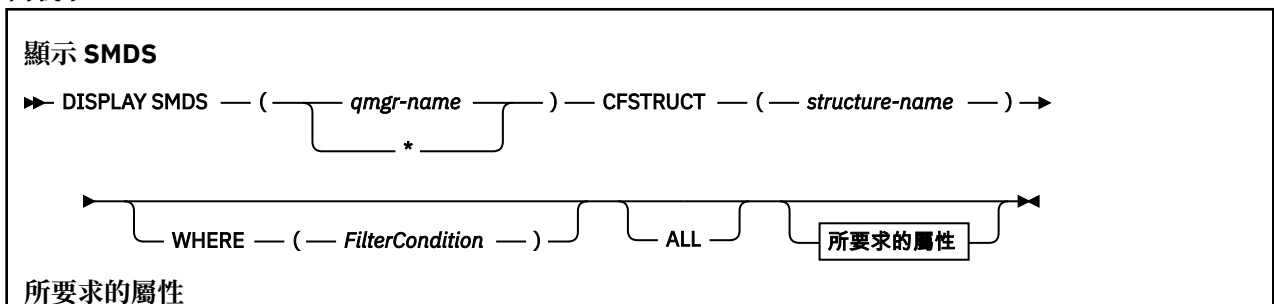 顯示 SMDS
DISPLAY SMDS ( qmgr-name ) CFSTRUCT ( structure-name )
*
WHERE ( FilterCondition ) ALL 所要求的屬性
所要求的屬性